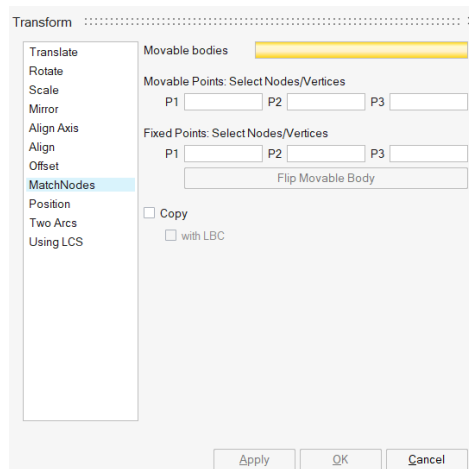 Transform
Translate
Rotate
Scale
Mirror
Align Axis
Align
Offset
MatchNodes
Position
Two Arcs
Using LCS
Movable bodies
Movable Points: Select Nodes/Vertices
P1 P2 P3
Fixed Points: Select Nodes/Vertices
P1 P2 P3
Flip Movable Body
Copy
with LBC
Apply OK Cancel